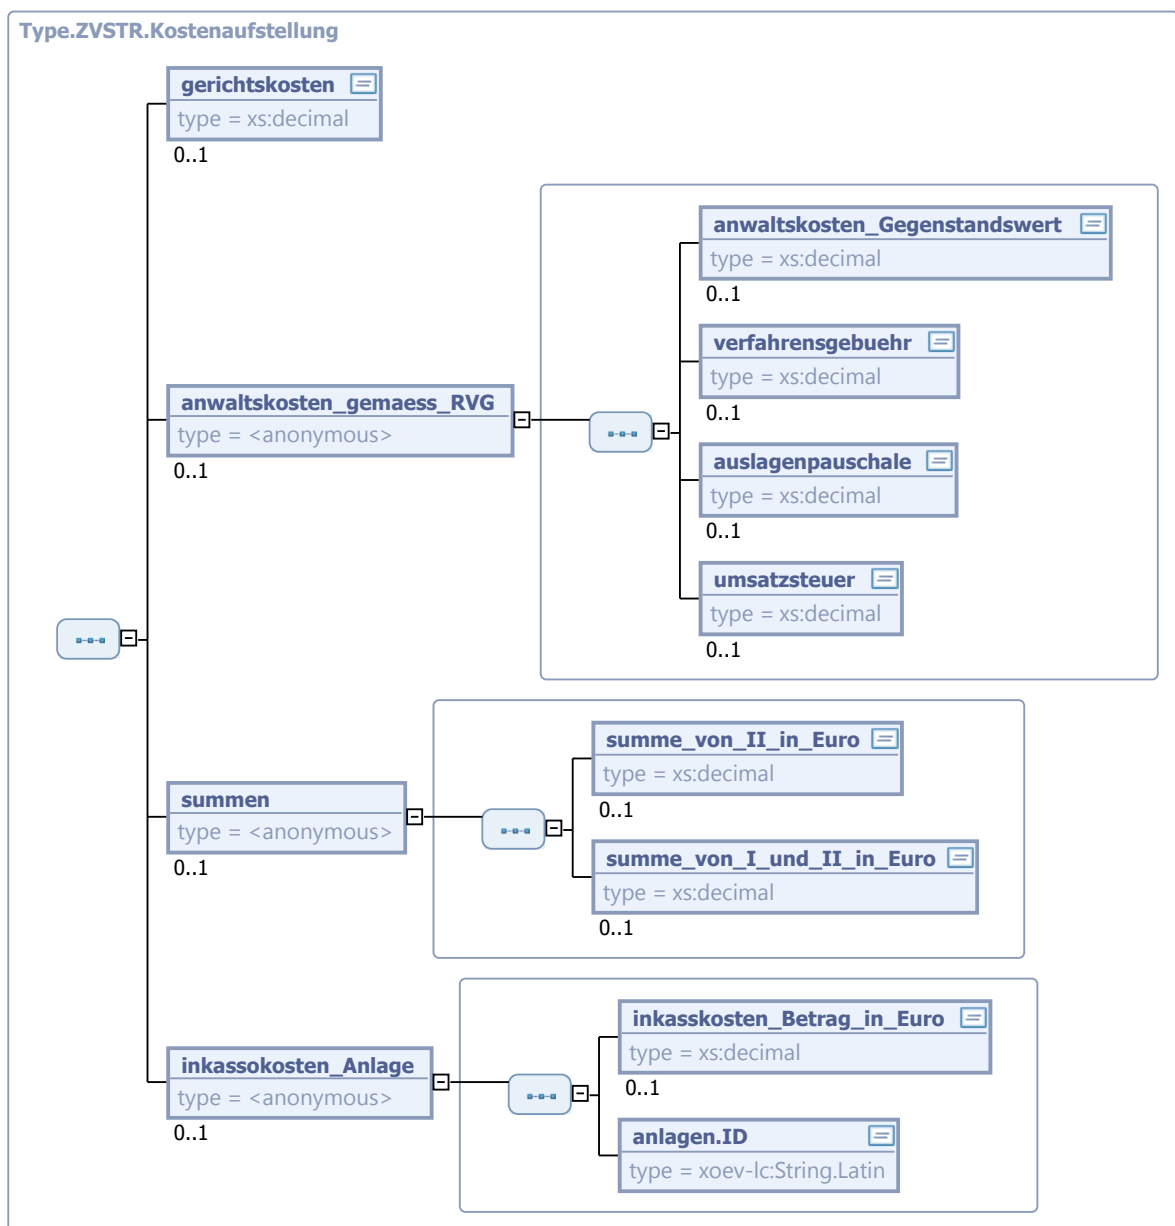 Type.ZVSTR.Kostenaufstellung
gerichtskosten
type = xs:decimal
0..1
anwaltskosten_gemaess_RVG
type = <anonymous>
0..1
anwaltskosten_Gegenstandswert
type = xs:decimal
0..1
verfahrensgebuehr
type = xs:decimal
0..1
auslagenpauschale
type = xs:decimal
0..1
umsatzsteuer
type = xs:decimal
0..1
summen
type = <anonymous>
0..1
summe_von_II_in_Euro
type = xs:decimal
0..1
summe_von_I_und_II_in_Euro
type = xs:decimal
0..1
inkassokosten_Anlage
type = <anonymous>
0..1
inkasskosten_Betrag_in_Euro
type = xs:decimal
0..1
anlagen.ID
type = xoev-lc:String.Latin